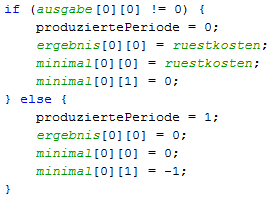 if (ausgabe[0][0] != 0) {
    produziertePeriode = 0;
    ergebnis[0][0] = ruestkosten;
    minimal[0][0] = ruestkosten;
    minimal[0][1] = 0;
} else {
    produziertePeriode = 1;
    ergebnis[0][0] = 0;
    minimal[0][0] = 0;
    minimal[0][1] = -1;
}